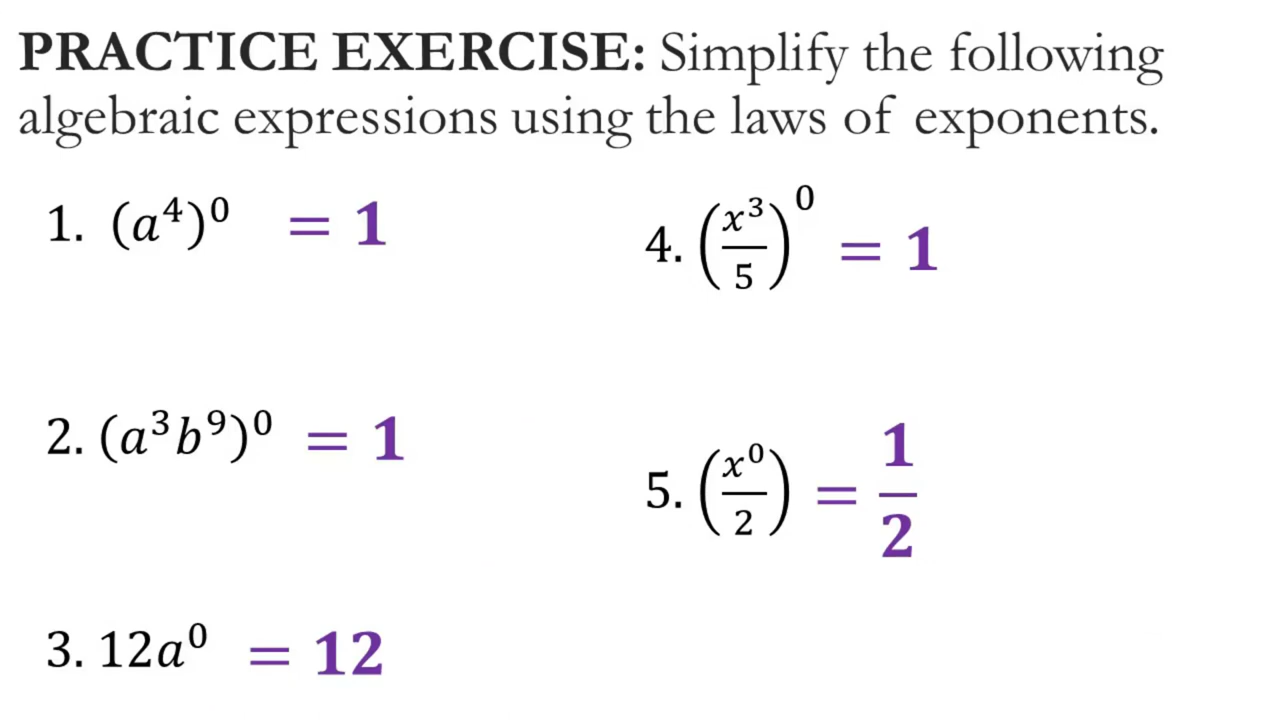 PRACTICE EXERCISE: Simplify the following
algebraic expressions using the laws of exponents.
1. (a⁴)⁰ = 1
2. (a³b⁹)⁰ = 1
3. 12a⁰ = 12
4. (x³/5)⁰ = 1
5. (x⁰/2) = 1/2